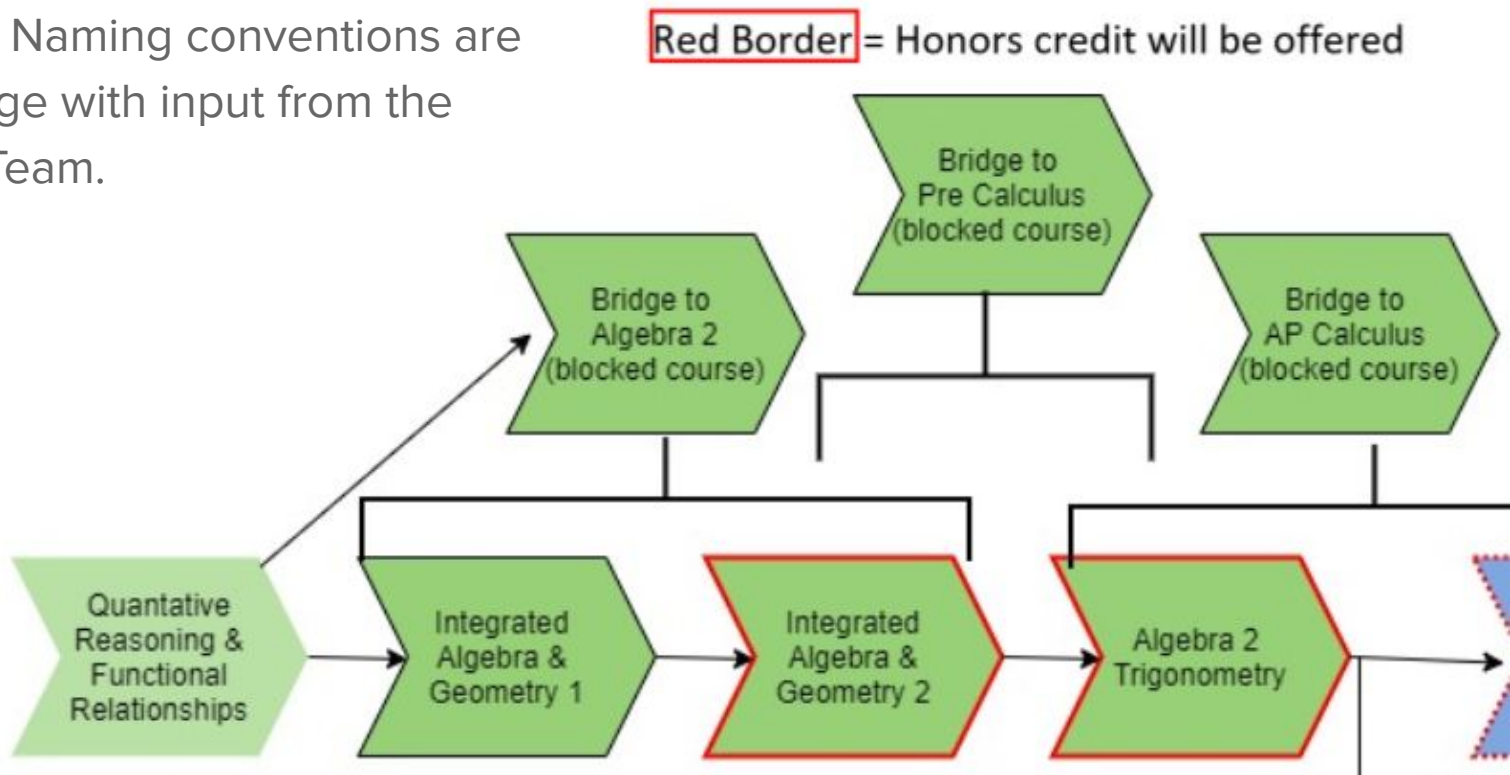 Naming conventions are
ge with input from the
Team.
Red Border = Honors credit will be offered
Bridge to
Pre Calculus
(blocked course)
Bridge to
Algebra 2
(blocked course)
Bridge to
AP Calculus
(blocked course)
Quantative
Reasoning &
Functional
Relationships
Integrated
Algebra &
Geometry 1
Integrated
Algebra &
Geometry 2
Algebra 2
Trigonometry